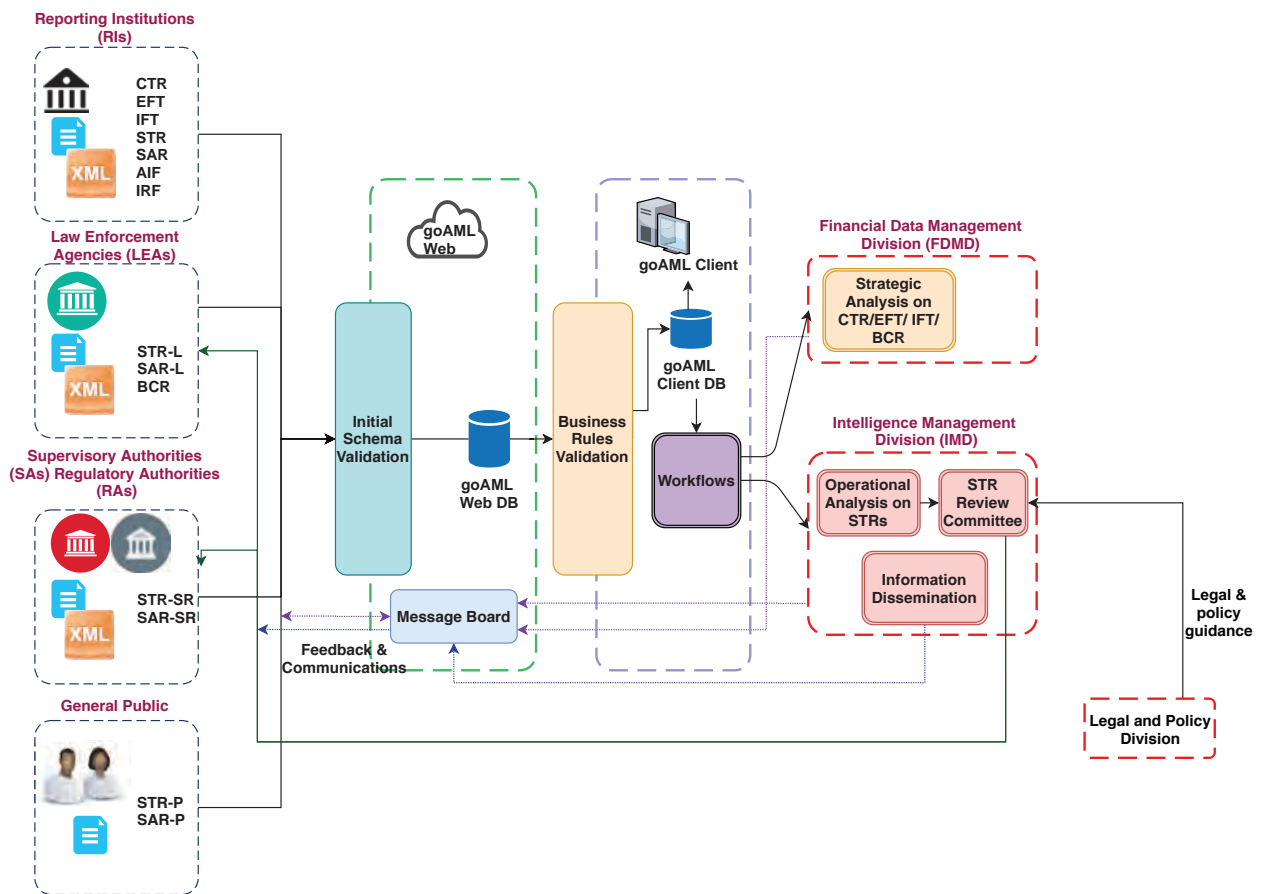 Reporting Institutions
(RIs)
CTR
EFT
IFT
STR
SAR
AIF
IRF
XML
Law Enforcement
Agencies (LEAs)
STR-L
SAR-L
BCR
XML
Supervisory Authorities
(SAs) Regulatory Authorities
(RAs)
STR-SR
SAR-SR
XML
General Public
STR-P
SAR-P
goAML
Web
Initial
Schema
Validation
goAML
Web DB
Message Board
Feedback &
Communications
Business
Rules
Validation
goAML Client
goAML
Client DB
Workflows
Financial Data Management
Division (FDMD)
Strategic
Analysis on
CTR/EFT/ IFT/
BCR
Intelligence Management
Division (IMD)
Operational
Analysis on
STRs
STR
Review
Committee
Information
Dissemination
Legal &
policy
guidance
Legal and Policy
Division